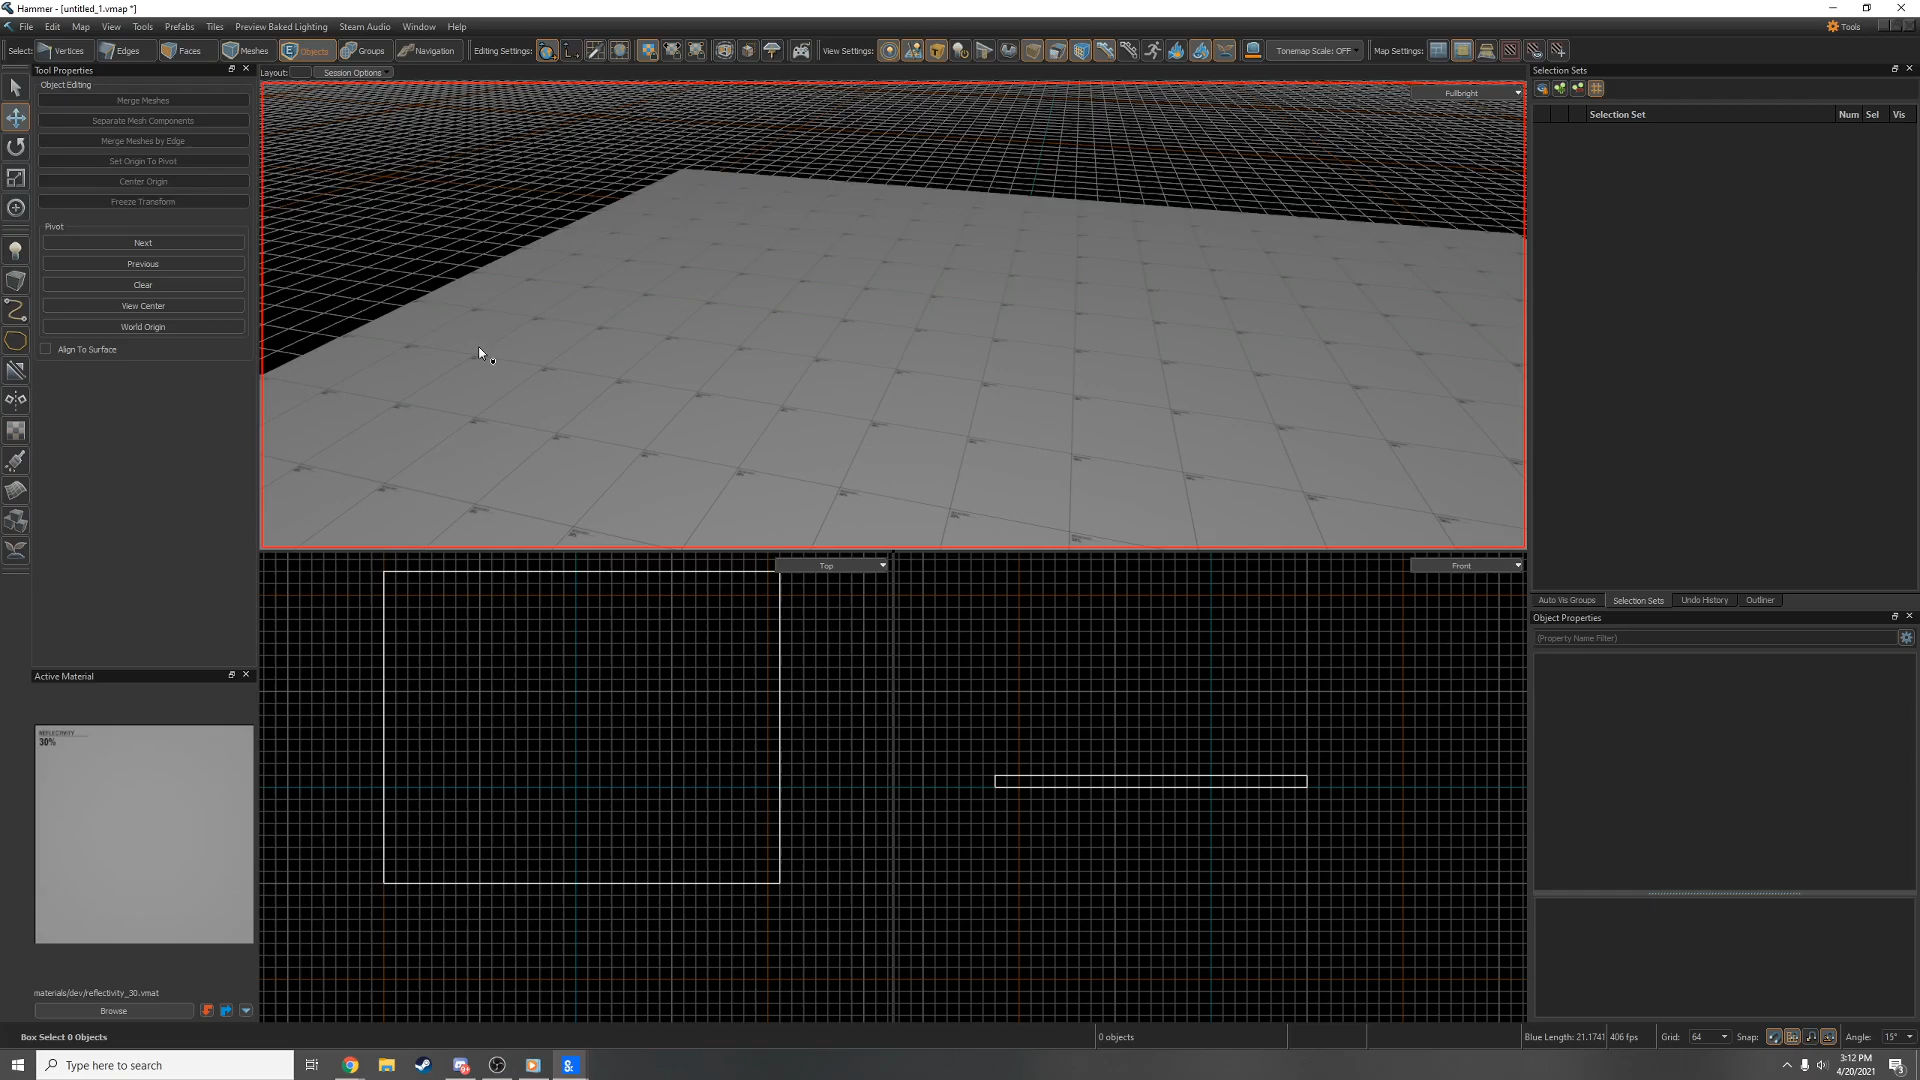 Hammer - [untitled_1.vmap *]
File Edit Map View Tools Prefabs Tiles Preview Baked Lighting Steam Audio Window Help Tools
Select: Vertices Edges Faces Meshes Objects Groups Navigation Editing Settings: View Settings: Tonemap Scale: OFF Map Settings:
Tool Properties
Layout: Session Options
Selection Sets
Object Editing
Merge Meshes
Separate Mesh Components
Merge Meshes by Edge
Set Origin To Pivot
Center Origin
Freeze Transform
Pivot
Next
Previous
Clear
View Center
World Origin
Align To Surface
Fullbright
Selection Set Num Sel Vis
Top
Front
Auto Vis Groups Selection Sets Undo History Outliner
Object Properties
(Property Name Filter)
Active Material
REFLECTIVITY
30%
materials/dev/reflectivity_30.vmat
Browse
Box Select 0 Objects
0 objects
Blue Length: 21.1741 406 fps Grid: 64 Snap: Angle: 15°
Type here to search
3:12 PM
4/20/2021